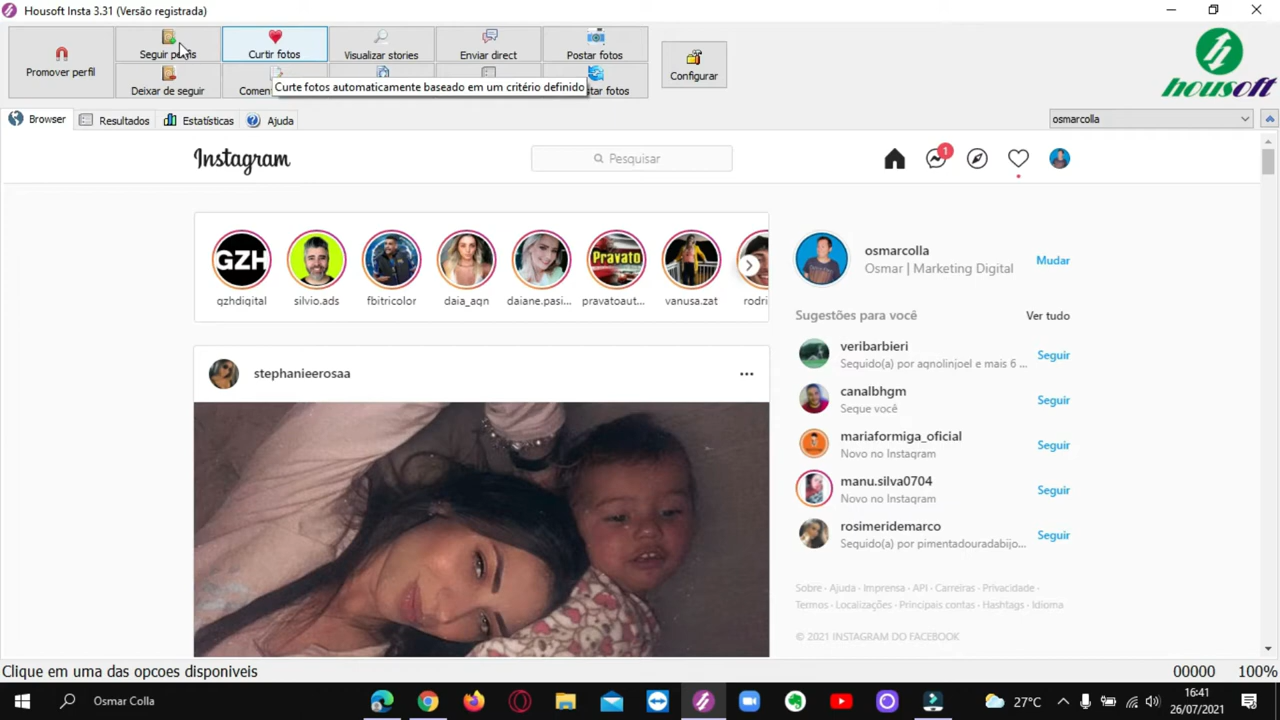 Housoft Insta 3.31 (Versão registrada)
Promover perfil
Seguir
Curtir fotos
Visualizar stories
Enviar direct
Postar fotos
Configurar
housoft
Deixar de seguir
Curte fotos automaticamente baseado em um critério definido
fotos
Browser
Resultados
Estatísticas
Ajuda
osmarcolla
Instagram
Pesquisar
1
GZH
Pravato
gzhdigital
silvio.ads
fbitricolor
daia_aqn
daiane.pasi...
pravatoaut...
vanusa.zat
rodri
osmarcolla
Osmar | Marketing Digital
Mudar
Sugestões para você
Ver tudo
veribarbieri
Seguido(a) por agnolinjoel e mais 6 ...
Seguir
canalbhgm
Segue você
Seguir
mariaformiga_oficial
Novo no Instagram
Seguir
manu.silva0704
Novo no Instagram
Seguir
rosimeridemarco
Seguido(a) por pimentadouradabijo...
Seguir
stephanieerosaa
Sobre · Ajuda · Imprensa · API · Carreiras · Privacidade ·
Termos · Localizações · Principais contas · Hashtags · Idioma
© 2021 INSTAGRAM DO FACEBOOK
Clique em uma das opcoes disponiveis
00000
100%
Osmar Colla
27°C
16:41
26/07/2021